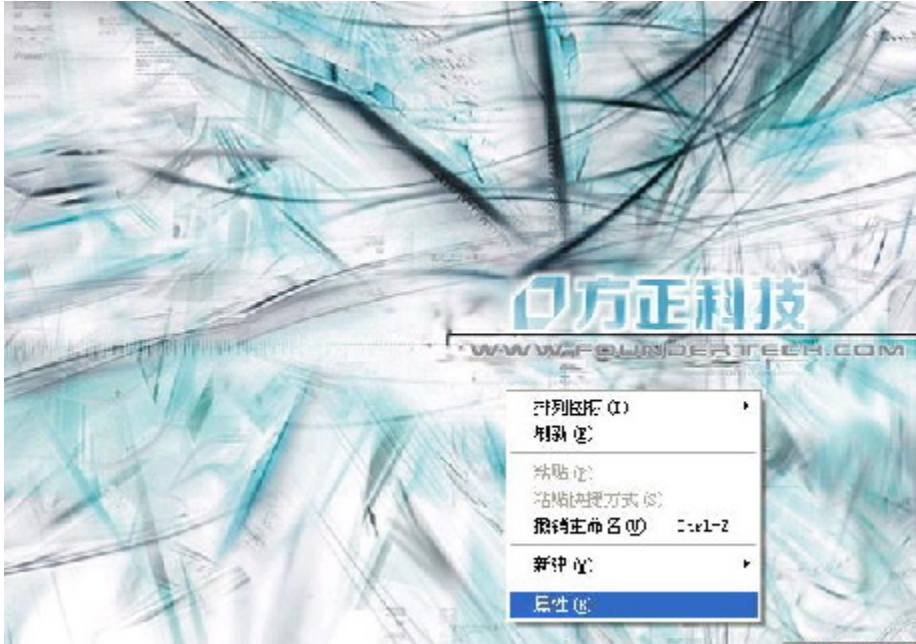 方正科技
WWW.FOUNDERTECH.COM
排列图标(I)
刷新(E)
粘贴(P)
粘贴快捷方式(S)
撤销重命名(U) Ctrl-Z
新建(W)
属性(R)